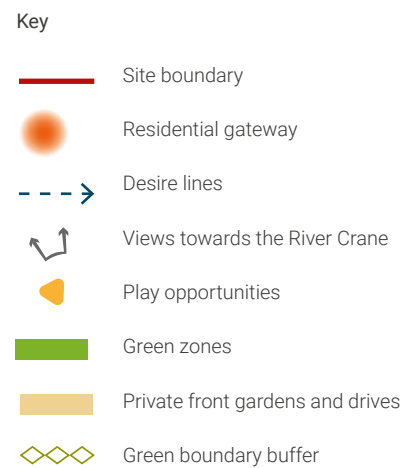 Key
Site boundary
Residential gateway
Desire lines
Views towards the River Crane
Play opportunities
Green zones
Private front gardens and drives
Green boundary buffer